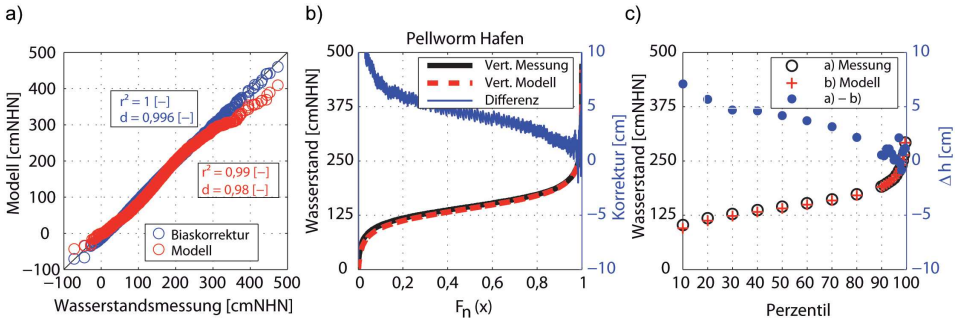 a)
500
400
300
200
100
0
−100
Modell [cmNHN]
r² = 1 [−]
d = 0,996 [−]
r² = 0,99 [−]
d = 0,98 [−]
Biaskorrektur
Modell
−100 0 100 200 300 400 500
Wasserstandsmessung [cmNHN]
b)
Pellworm Hafen
500
375
250
125
0
Wasserstand [cmNHN]
Vert. Messung
Vert. Modell
Differenz
10
5
0
−5
−10
Korrektur [cm]
0 0,2 0,4 0,6 0,8 1
Fn (x)
c)
500
375
250
125
0
Wasserstand [cmNHN]
a) Messung
b) Modell
a) − b)
10
5
0
−5
−10
Δ h [cm]
10 20 30 40 50 60 70 80 90 100
Perzentil